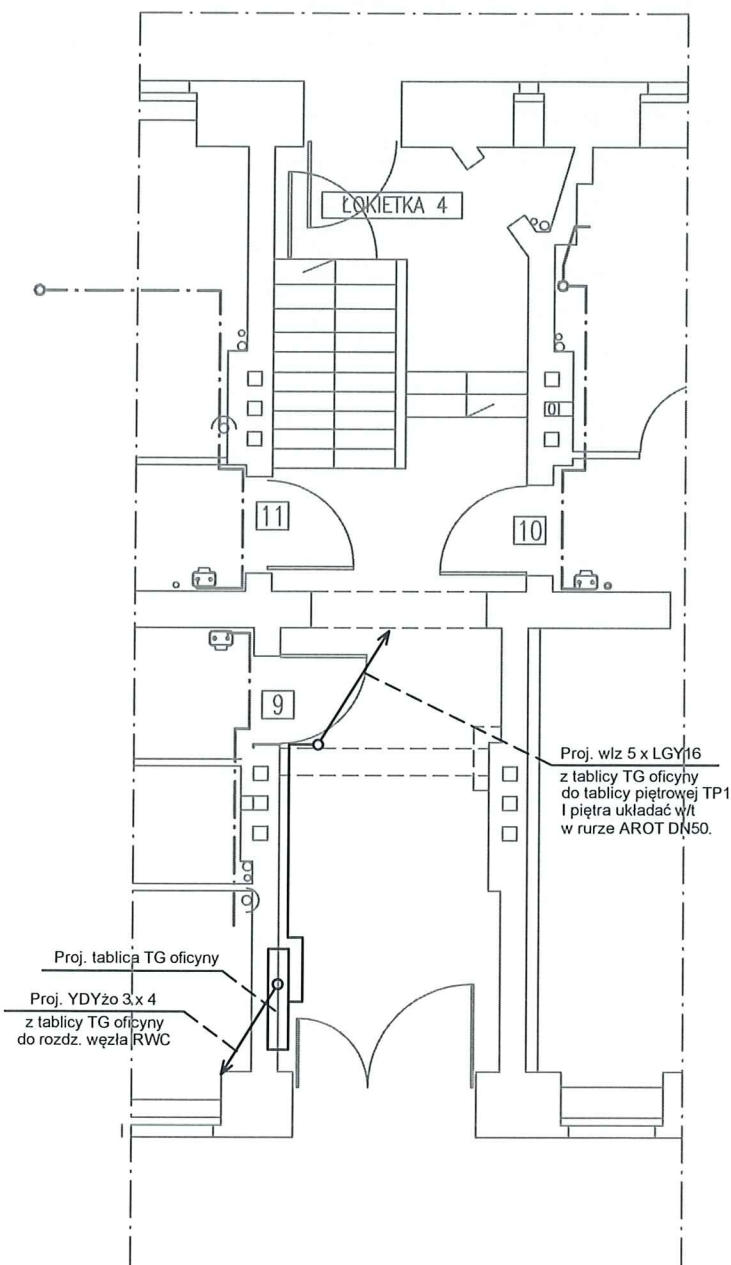 ŁOKIETKA 4
11
10
9
Proj. wlz 5 x LGY16
z tablicy TG oficyny
do tablicy piętrowej TP1
I piętra układać w/t
w rurze AROT DN50.
Proj. tablica TG oficyny
Proj. YDYżo 3 x 4
z tablicy TG oficyny
do rozdz. węzła RWC